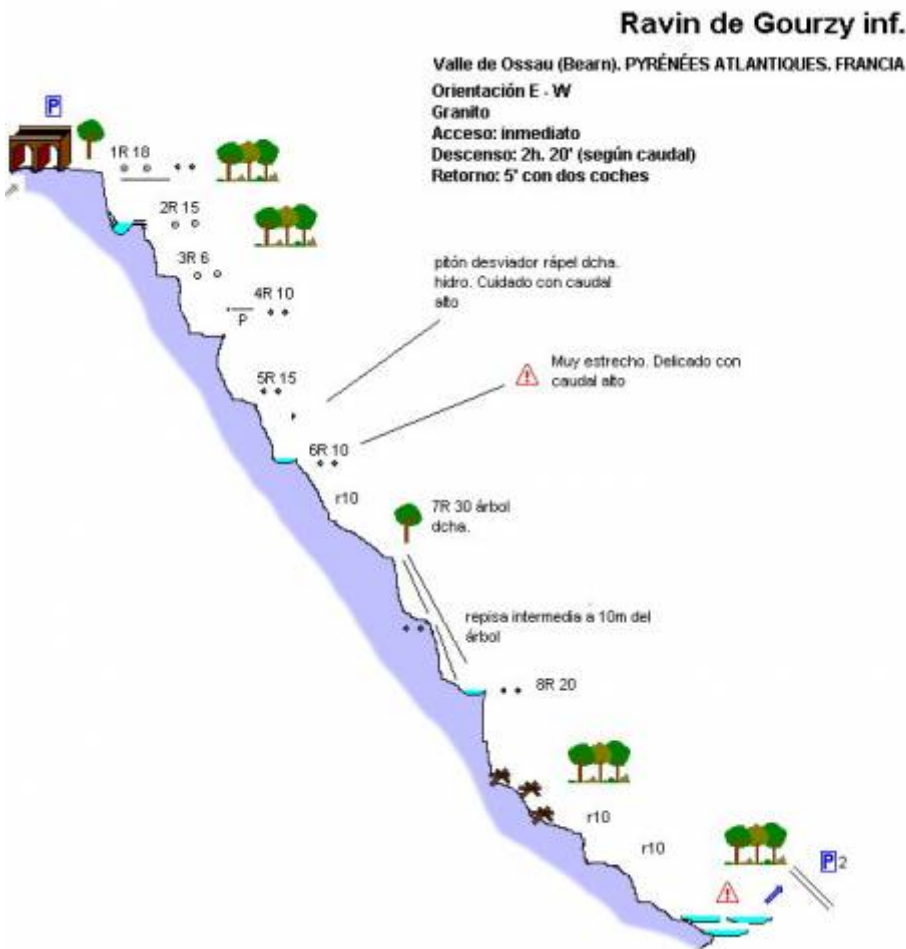 Ravin de Gourzy inf.
Valle de Ossau (Bearn). PYRÉNÉES ATLANTIQUES. FRANCIA
Orientación E - W
Granito
Acceso: inmediato
Descenso: 2h. 20' (según caudal)
Retorno: 5' con dos coches
P
1R 18
2R 15
3R 6
pitón desviador rápel dcha.
hidro. Cuidado con caudal
alto
4R 10
P
Muy estrecho. Delicado con
caudal alto
5R 15
6R 10
r10
7R 30 árbol
dcha.
repisa intermedia a 10m del
árbol
8R 20
r10
r10
P 2